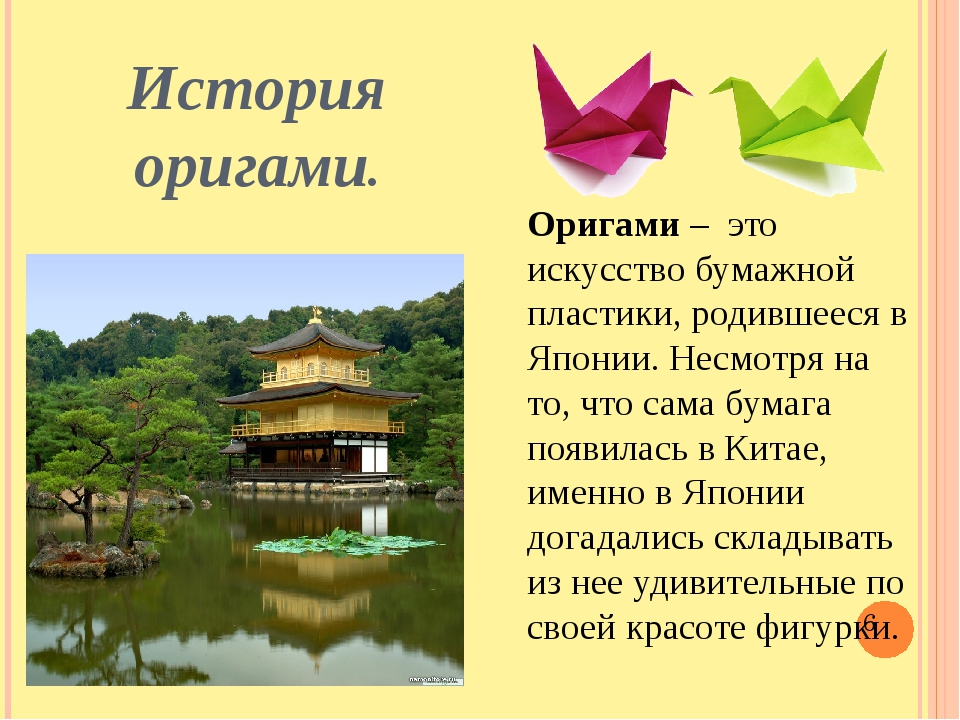 История
оригами.
Оригами – это
искусство бумажной
пластики, родившееся в
Японии. Несмотря на
то, что сама бумага
появилась в Китае,
именно в Японии
догадались складывать
из нее удивительные по
своей красоте фигурки.
6